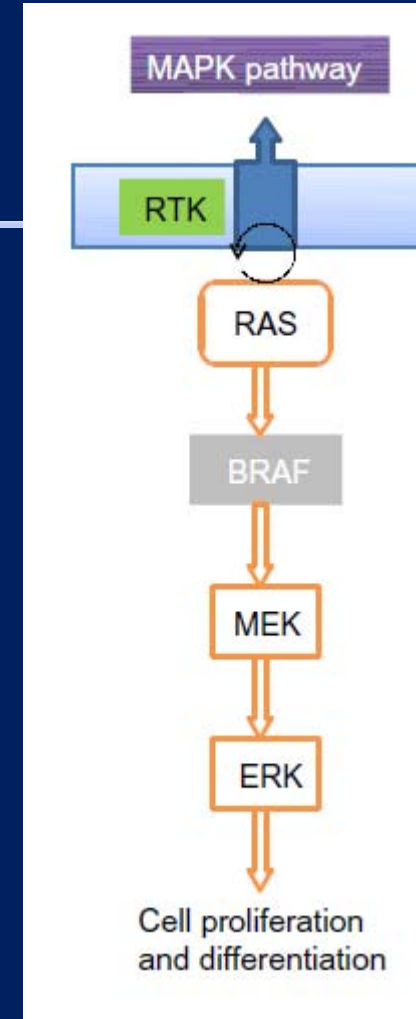 MAPK pathway
RTK
RAS
BRAF
MEK
ERK
Cell proliferation
and differentiation